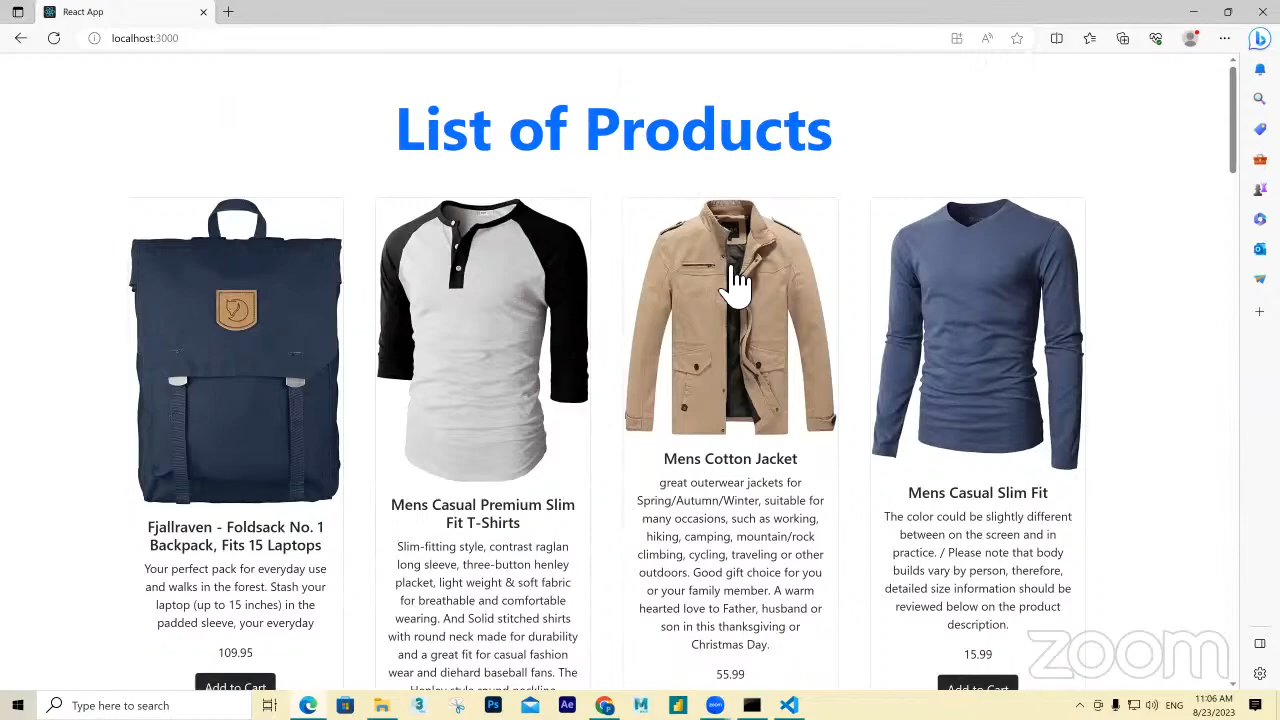 React App
localhost:3000
List of Products
Fjallraven - Foldsack No. 1
Backpack, Fits 15 Laptops
Your perfect pack for everyday use
and walks in the forest. Stash your
laptop (up to 15 inches) in the
padded sleeve, your everyday
109.95
Add to Cart
Mens Casual Premium Slim
Fit T-Shirts
Slim-fitting style, contrast raglan
long sleeve, three-button henley
placket, light weight & soft fabric
for breathable and comfortable
wearing. And Solid stitched shirts
with round neck made for durability
and a great fit for casual fashion
wear and diehard baseball fans. The
Henley style round neckline
Mens Cotton Jacket
great outerwear jackets for
Spring/Autumn/Winter, suitable for
many occasions, such as working,
hiking, camping, mountain/rock
climbing, cycling, traveling or other
outdoors. Good gift choice for you
or your family member. A warm
hearted love to Father, husband or
son in this thanksgiving or
Christmas Day.
55.99
Mens Casual Slim Fit
The color could be slightly different
between on the screen and in
practice. / Please note that body
builds vary by person, therefore,
detailed size information should be
reviewed below on the product
description.
15.99
Add to Cart
zoom
Type here to search
Ps
Ae
zoom
ENG
11:06 AM
8/23/2023